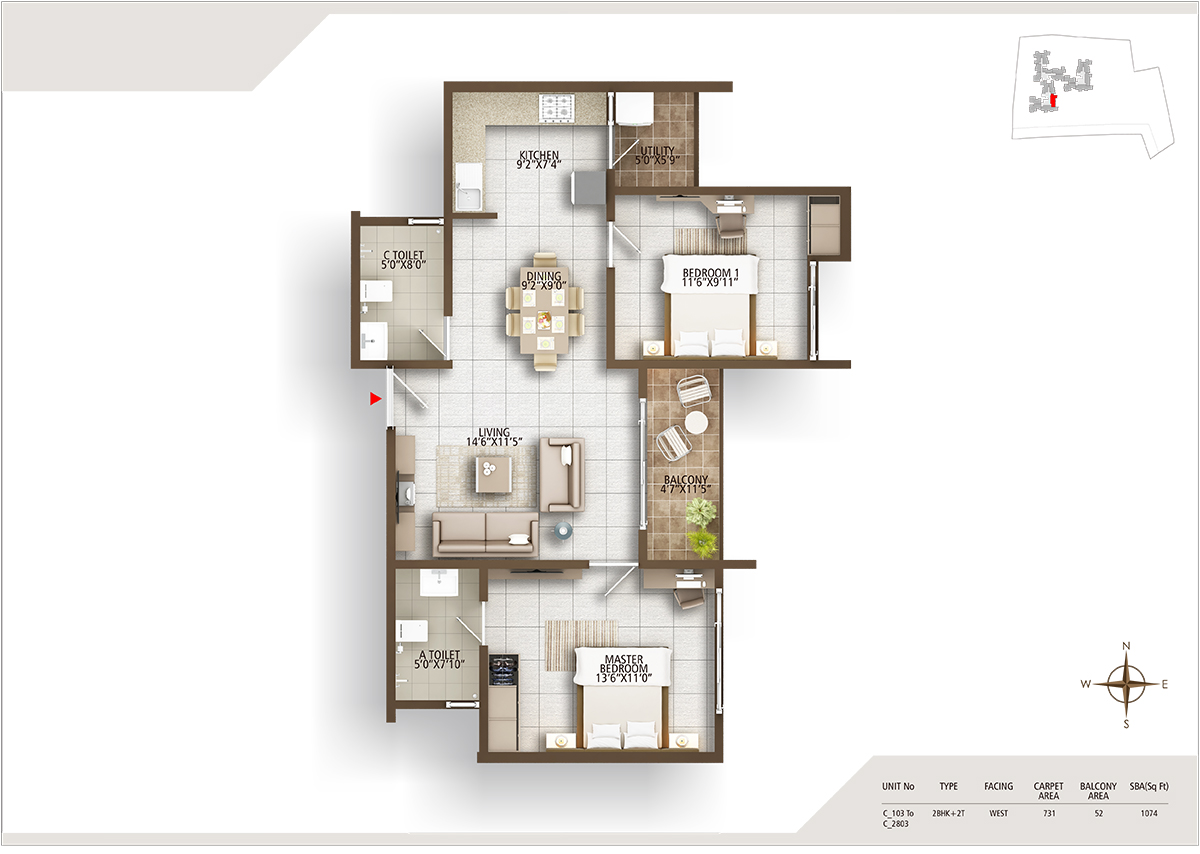 KITCHEN
9'2"X7'4"
UTILITY
5'0"X5'9"
C TOILET
5'0"X8'0"
DINING
9'2"X9'0"
BEDROOM 1
11'6"X9'11"
LIVING
14'6"X11'5"
BALCONY
4'7"X11'5"
A TOILET
5'0"X7'10"
MASTER
BEDROOM
13'6"X11'0"
N
W E
S
UNIT No TYPE FACING CARPET AREA BALCONY AREA SBA(Sq Ft)
C_103 To C_2803 2BHK+2T WEST 731 52 1074